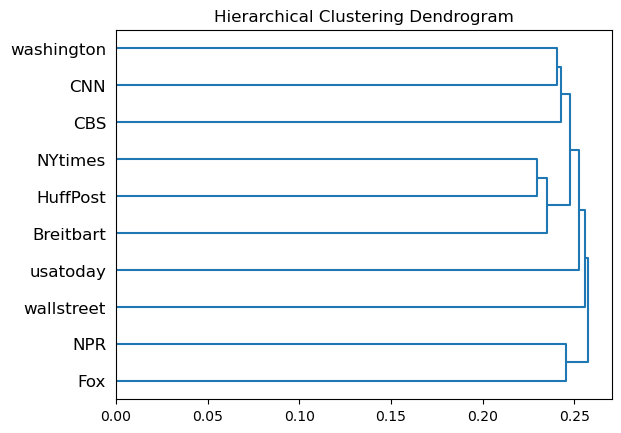 Hierarchical Clustering Dendrogram
washington
CNN
CBS
NYtimes
HuffPost
Breitbart
usatoday
wallstreet
NPR
Fox
0.00 0.05 0.10 0.15 0.20 0.25